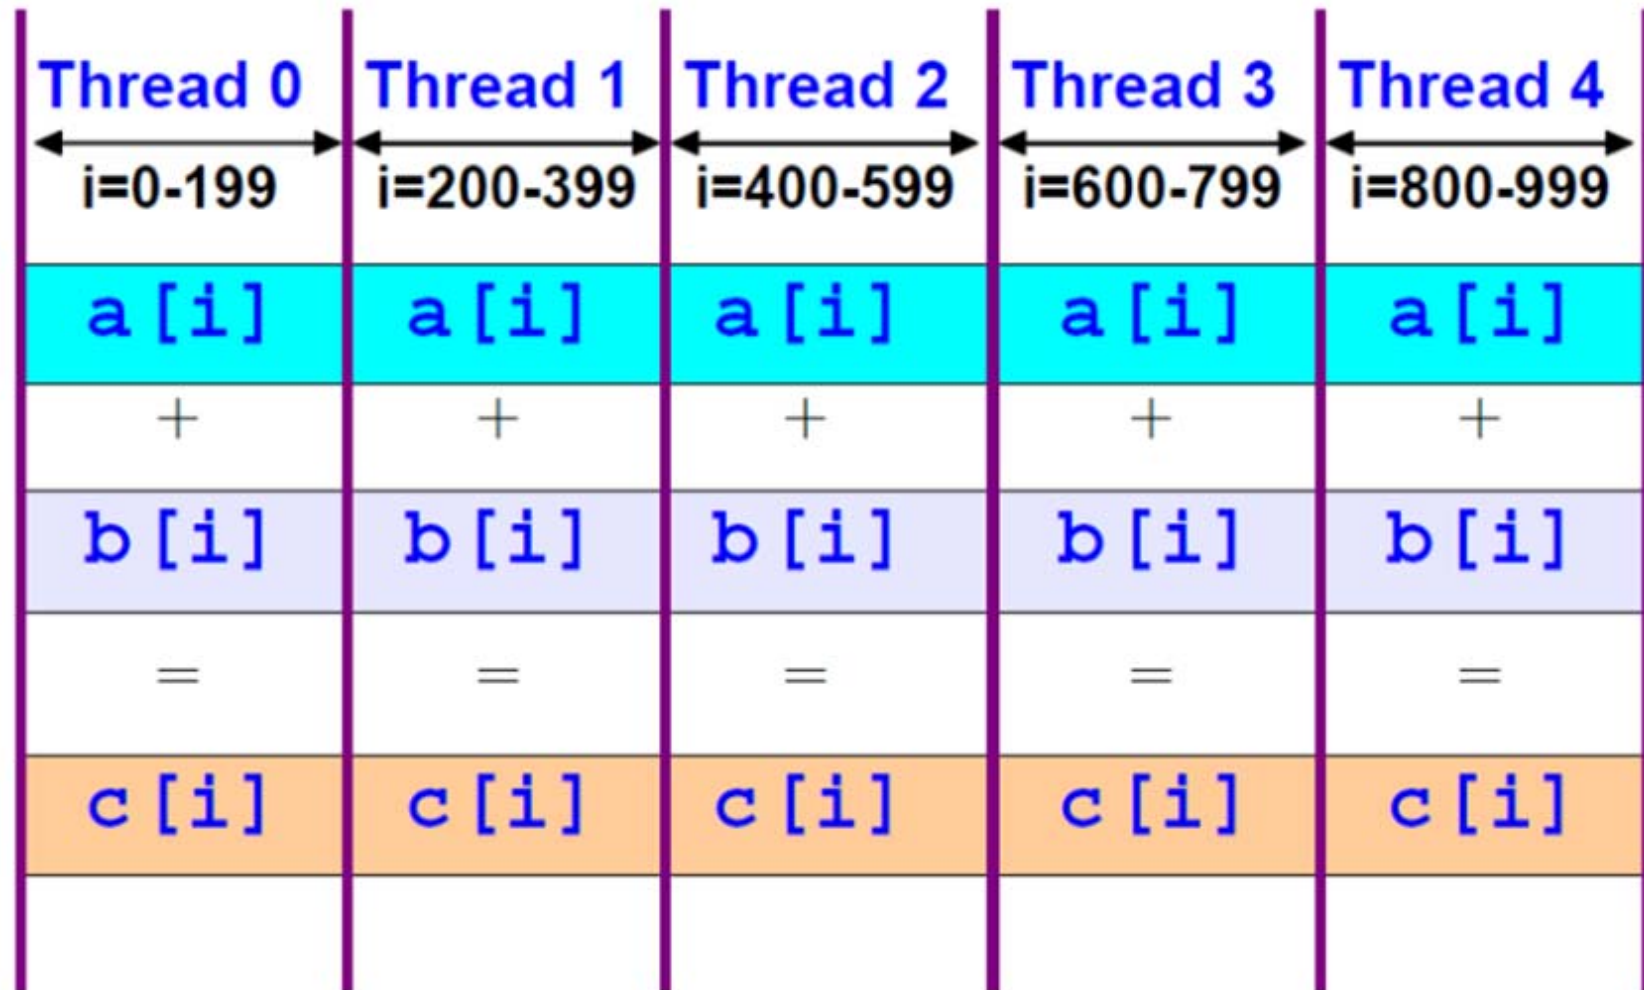 Thread 0 Thread 1 Thread 2 Thread 3 Thread 4
i=0-199 i=200-399 i=400-599 i=600-799 i=800-999
a[i] a[i] a[i] a[i] a[i]
+ + + + +
b[i] b[i] b[i] b[i] b[i]
= = = = =
c[i] c[i] c[i] c[i] c[i]